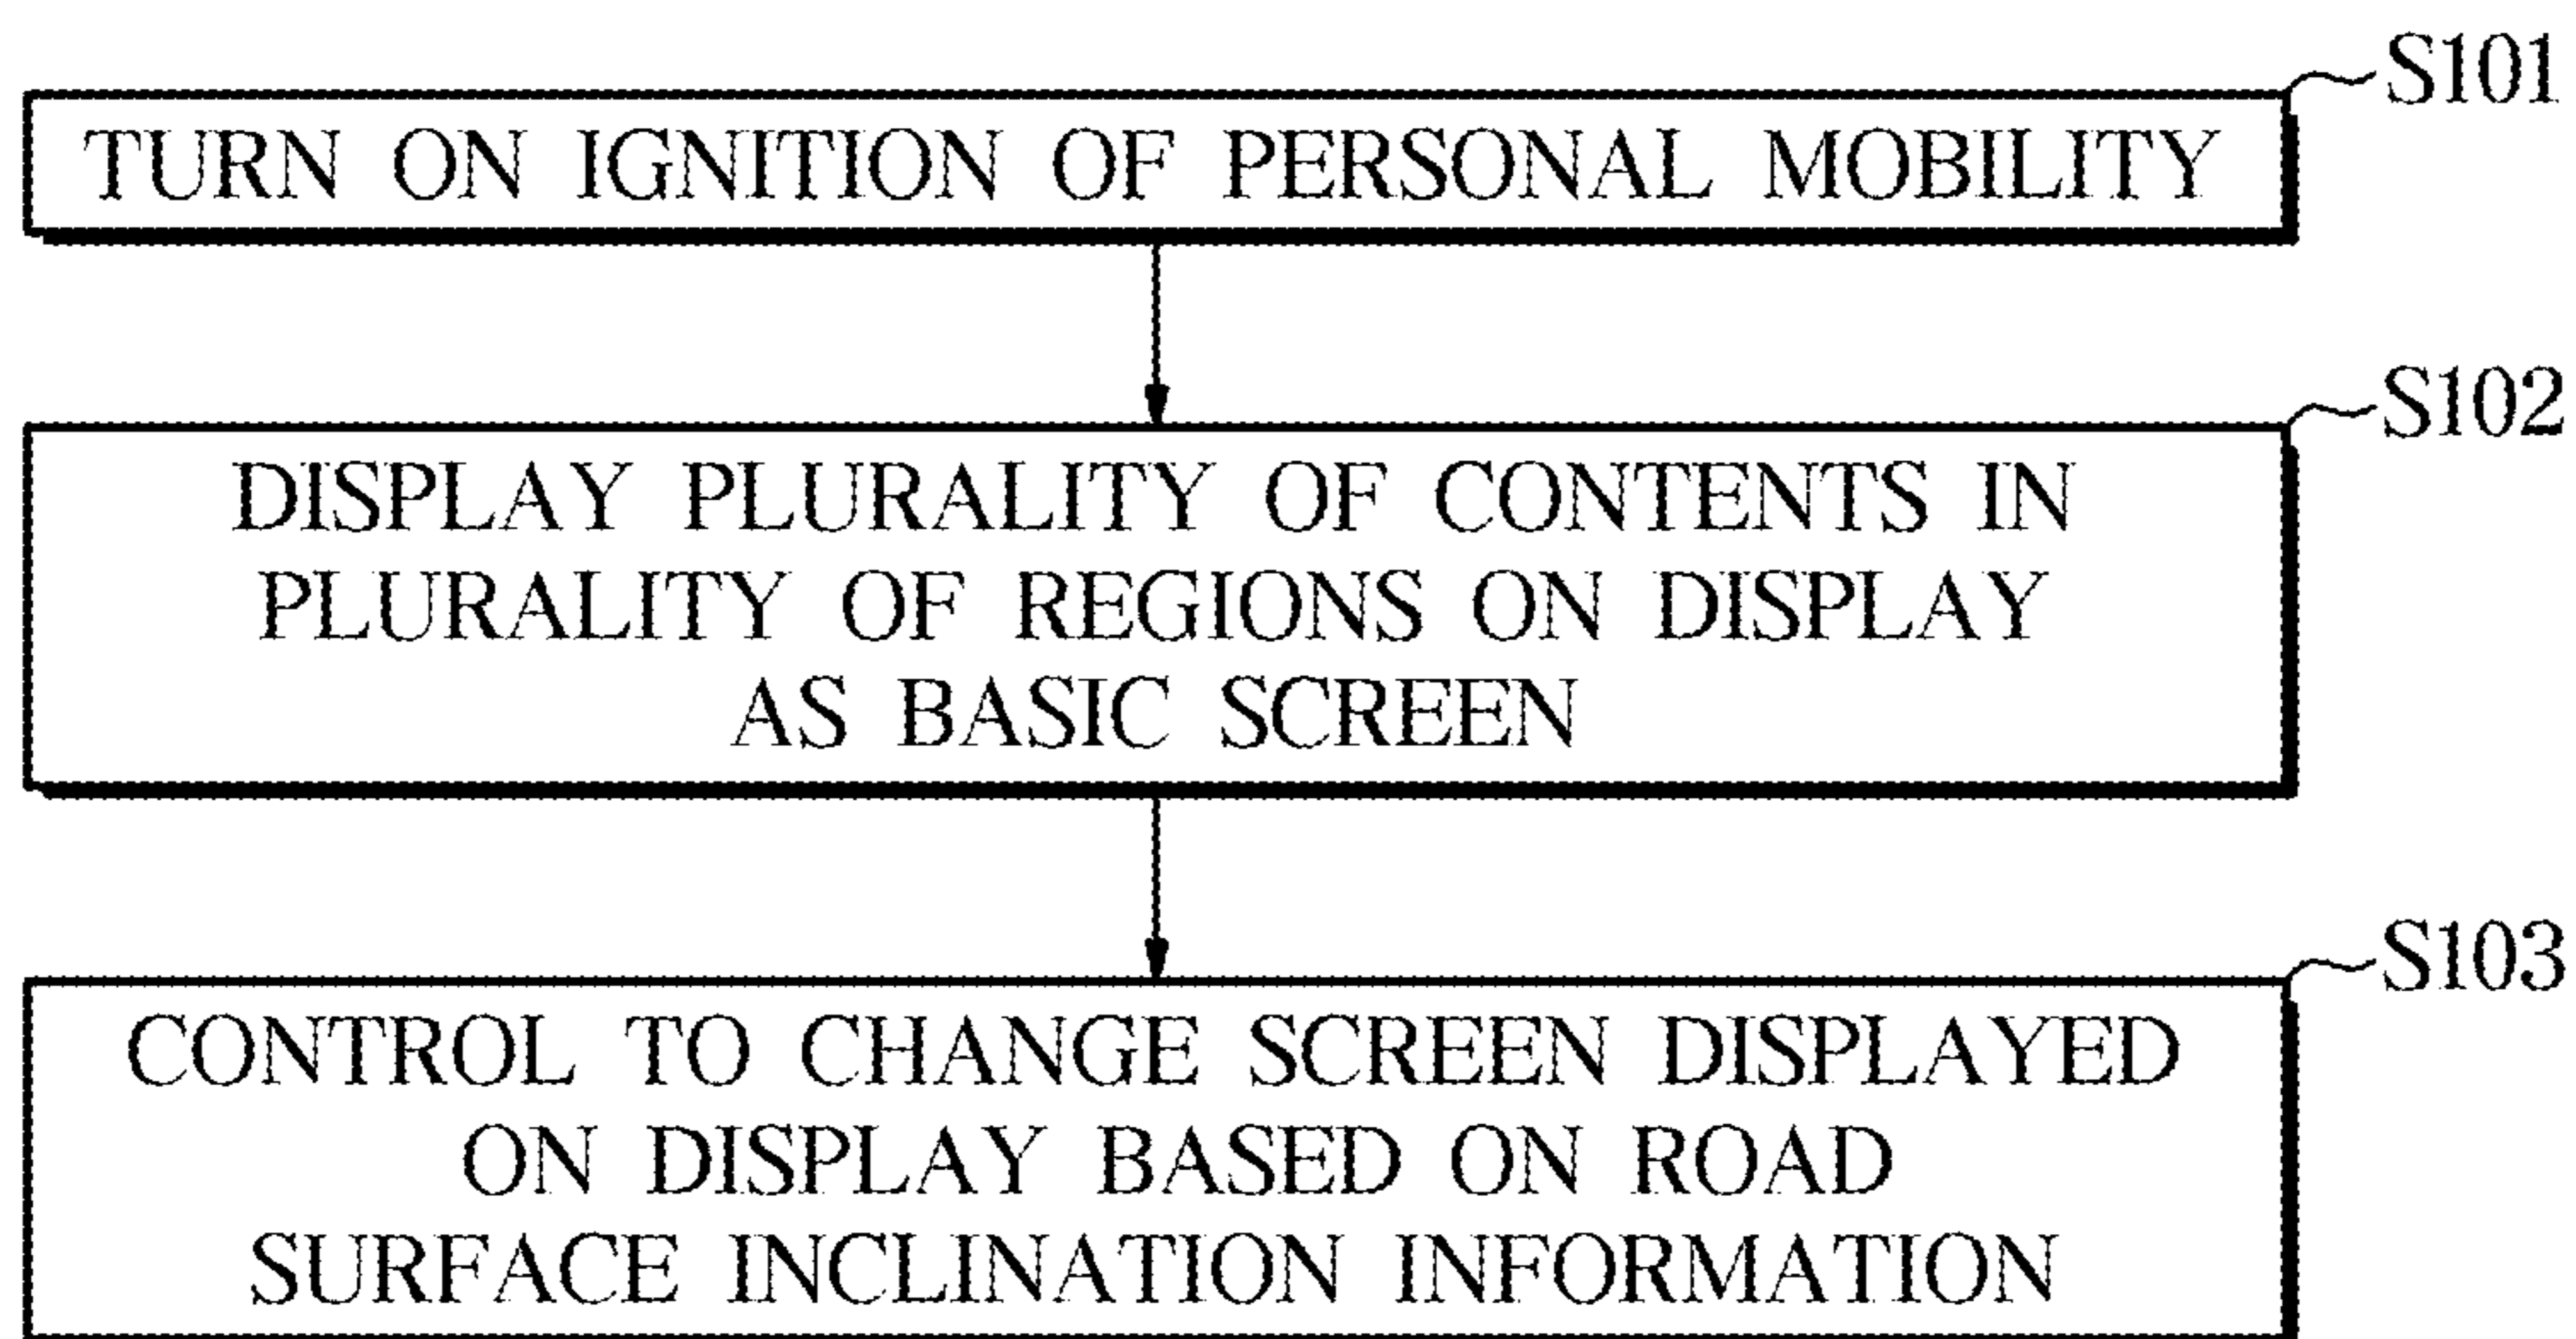 S101
TURN ON IGNITION OF PERSONAL MOBILITY
S102
DISPLAY PLURALITY OF CONTENTS IN
PLURALITY OF REGIONS ON DISPLAY
AS BASIC SCREEN
S103
CONTROL TO CHANGE SCREEN DISPLAYED
ON DISPLAY BASED ON ROAD
SURFACE INCLINATION INFORMATION